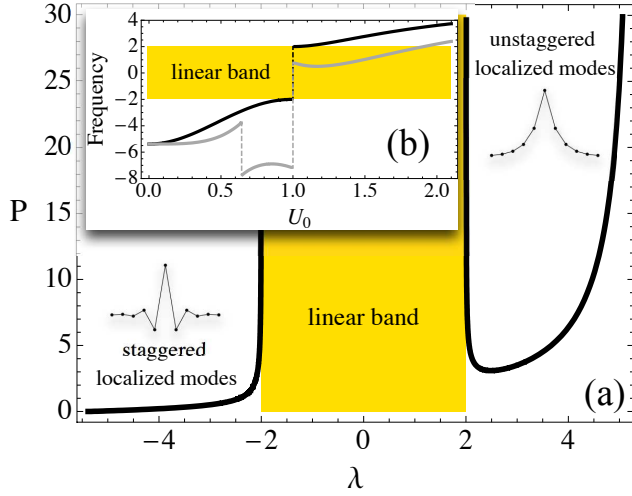 30
25
20
15
10
5
0
P
−4
−2
0
2
4
λ
(a)
4
2
0
−2
−4
−6
−8
Frequency
0.0
0.5
1.0
1.5
2.0
U0
linear band
(b)
unstaggered
localized modes
staggered
localized modes
linear band